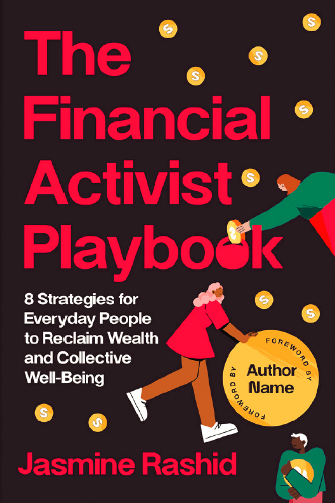 The
Financial
Activist
Playbook
8 Strategies for
Everyday People
to Reclaim Wealth
and Collective
Well-Being
FOREWORD BY
Author
Name
FOREWORD BY
Jasmine Rashid